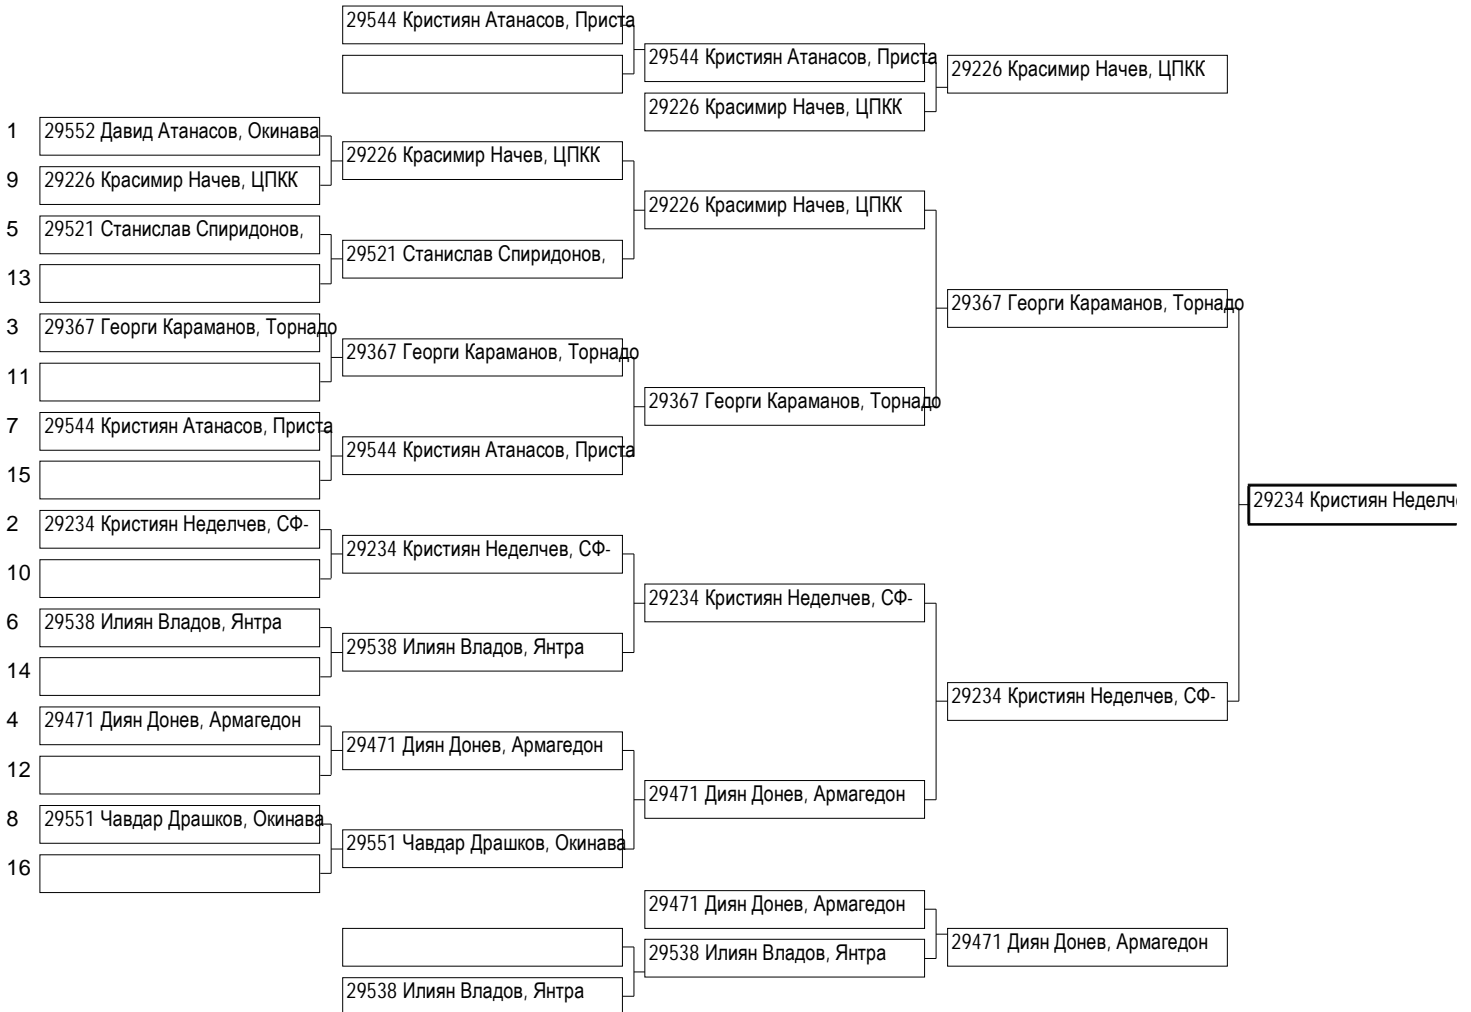 29544 Кристиян Атанасов, Приста
29544 Кристиян Атанасов, Приста
29226 Красимир Начев, ЦПКК
29226 Красимир Начев, ЦПКК
1 29552 Давид Атанасов, Окинава
29226 Красимир Начев, ЦПКК
9 29226 Красимир Начев, ЦПКК
29226 Красимир Начев, ЦПКК
5 29521 Станислав Спиридонов,
29521 Станислав Спиридонов,
13
29367 Георги Караманов, Торнадо
3 29367 Георги Караманов, Торнадо
29367 Георги Караманов, Торнадо
11
29367 Георги Караманов, Торнадо
7 29544 Кристиян Атанасов, Приста
29544 Кристиян Атанасов, Приста
15
29234 Кристиян Неделч
2 29234 Кристиян Неделчев, СФ-
29234 Кристиян Неделчев, СФ-
10
29234 Кристиян Неделчев, СФ-
6 29538 Илиян Владов, Янтра
29538 Илиян Владов, Янтра
14
29234 Кристиян Неделчев, СФ-
4 29471 Диян Донев, Армагедон
29471 Диян Донев, Армагедон
12
29471 Диян Донев, Армагедон
8 29551 Чавдар Драшков, Окинава
29551 Чавдар Драшков, Окинава
16
29471 Диян Донев, Армагедон
29471 Диян Донев, Армагедон
29538 Илиян Владов, Янтра
29538 Илиян Владов, Янтра